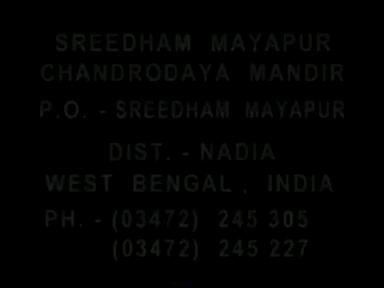 SREEDHAM MAYAPUR
CHANDRODAYA MANDIR
P.O. - SREEDHAM MAYAPUR
DIST. - NADIA
WEST BENGAL, INDIA
PH. - (03472) 245 305
(03472) 245 227